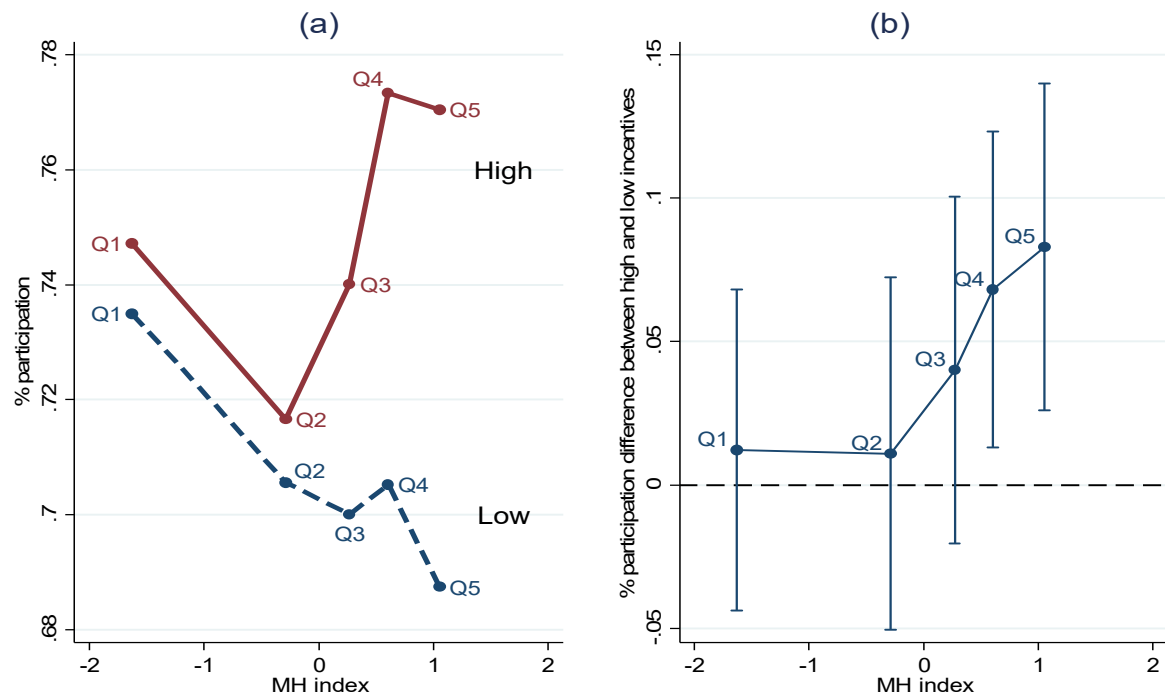 (a)
% participation
.78
.76
.74
.72
.7
.68
Q1
Q2
Q3
Q4
Q5
High
Q1
Q2
Q3
Q4
Q5
Low
-2
-1
0
1
2
MH index
(b)
% participation difference between high and low incentives
.15
.1
.05
0
-.05
Q1
Q2
Q3
Q4
Q5
-2
-1
0
1
2
MH index